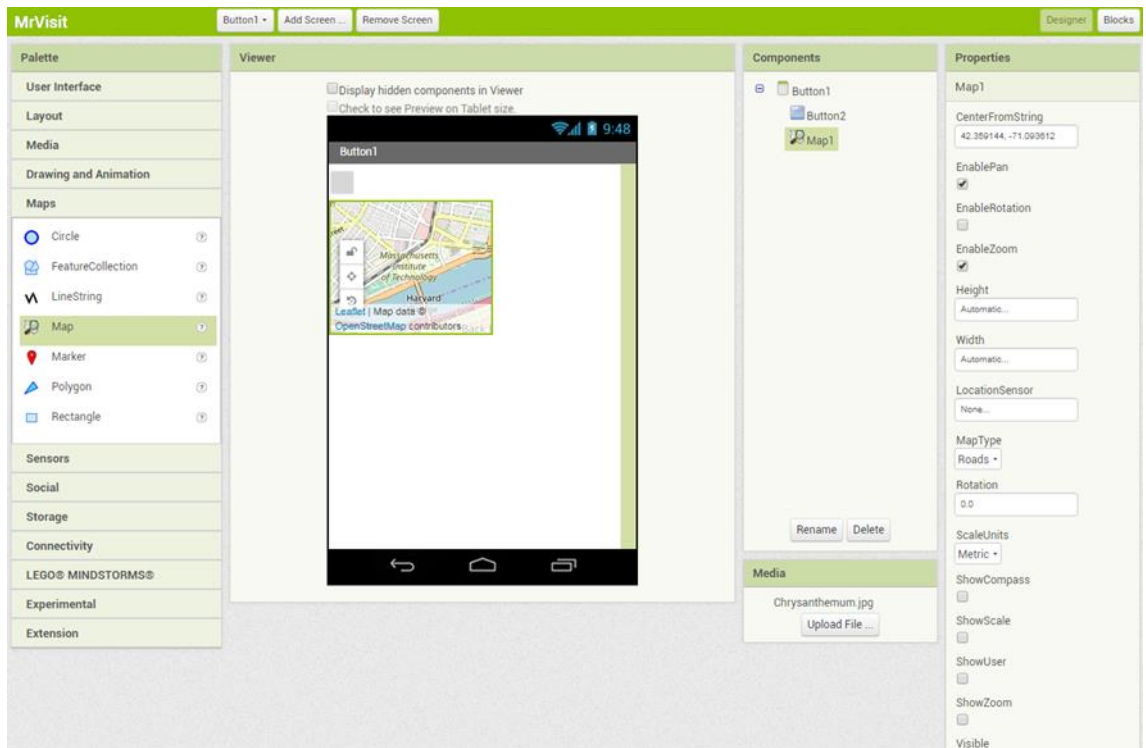 MrVisit
Button1
Add Screen ...
Remove Screen
Designer
Blocks
Palette
User Interface
Layout
Media
Drawing and Animation
Maps
Circle
?
FeatureCollection
?
LineString
?
Map
?
Marker
?
Polygon
?
Rectangle
?
Sensors
Social
Storage
Connectivity
LEGO® MINDSTORMS®
Experimental
Extension
Viewer
Display hidden components in Viewer
Check to see Preview on Tablet size.
9:48
Button1
Massachusetts
Institute
of Technology
Harvard
Leaflet | Map data ©
OpenStreetMap contributors
Components
Button1
Button2
Map1
Rename
Delete
Media
Chrysanthemum.jpg
Upload File ...
Properties
Map1
CenterFromString
42.359144, -71.093612
EnablePan
EnableRotation
EnableZoom
Height
Automatic...
Width
Automatic...
LocationSensor
None...
MapType
Roads
Rotation
0.0
ScaleUnits
Metric
ShowCompass
ShowScale
ShowUser
ShowZoom
Visible